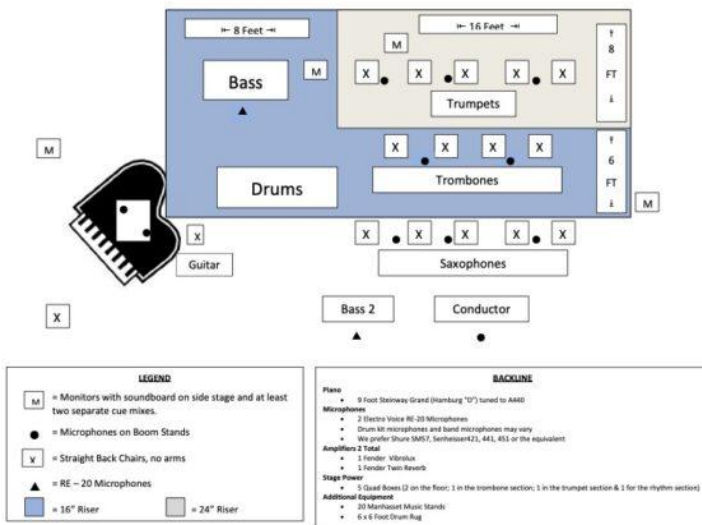 ⊢ 8 Feet ⊣
⊢ 16 Feet ⊣
8
FT
M
M
Bass
X X X X X
Trumpets
X X X X
6
FT
M
Drums
Trombones
M
X
X X X X X
Guitar
Saxophones
X
Bass 2
Conductor
LEGEND
M = Monitors with soundboard on side stage and at least
two separate cue mixes.
= Microphones on Boom Stands
X = Straight Back Chairs, no arms
= RE – 20 Microphones
= 16" Riser
= 24" Riser
BACKLINE
Piano
• 9 Foot Steinway Grand (Hamburg "D") tuned to A440
Microphones
• 2 Electro Voice RE-20 Microphones
• Drum kit microphones and band microphones may vary
• We prefer Shure SM57, Senheisser421, 441, 451 or the equivalent
Amplifiers 2 Total
• 1 Fender Vibrolux
• 1 Fender Twin Reverb
Stage Power
• 5 Quad Boxes (2 on the floor; 1 in the trombone section; 1 in the trumpet section & 1 for the rhythm section)
Additional Equipment
• 20 Manhasset Music Stands
• 6 x 6 Foot Drum Rug